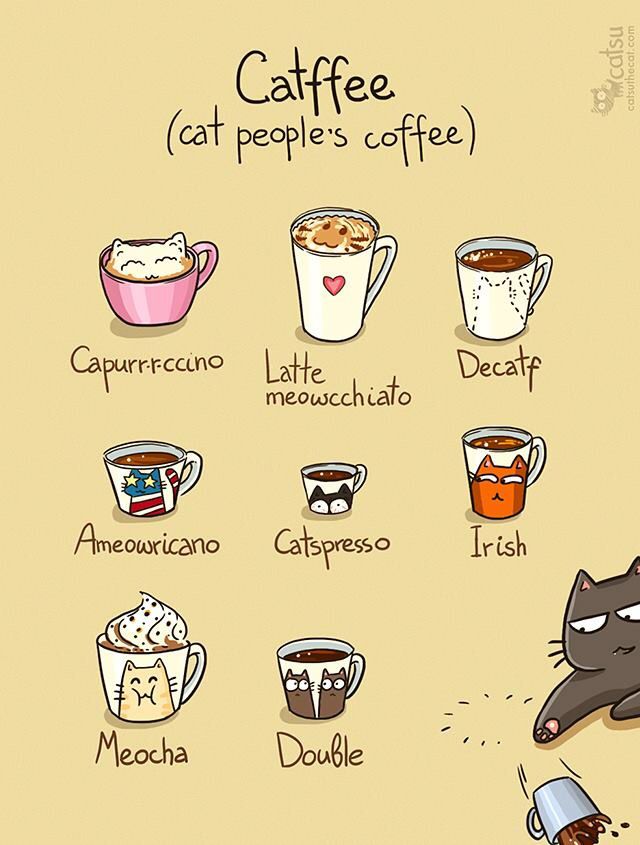 Catffee
(cat people's coffee)
catsu
catsuthecat.com
Capurr-r-ccino
Latte
meowcchiato
Decatf
Ameowricano
Catspresso
Irish
Meocha
Double